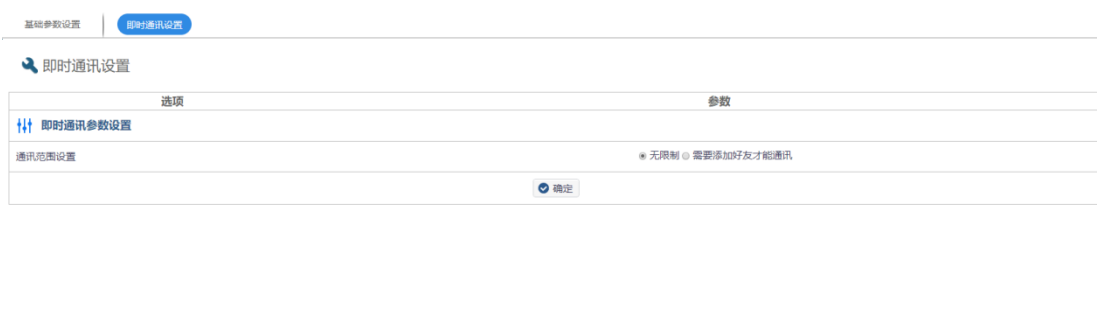 基础参数设置 即时通讯设置
即时通讯设置
选项 参数
即时通讯参数设置
通讯范围设置 无限制 需要添加好友才能通讯
确定